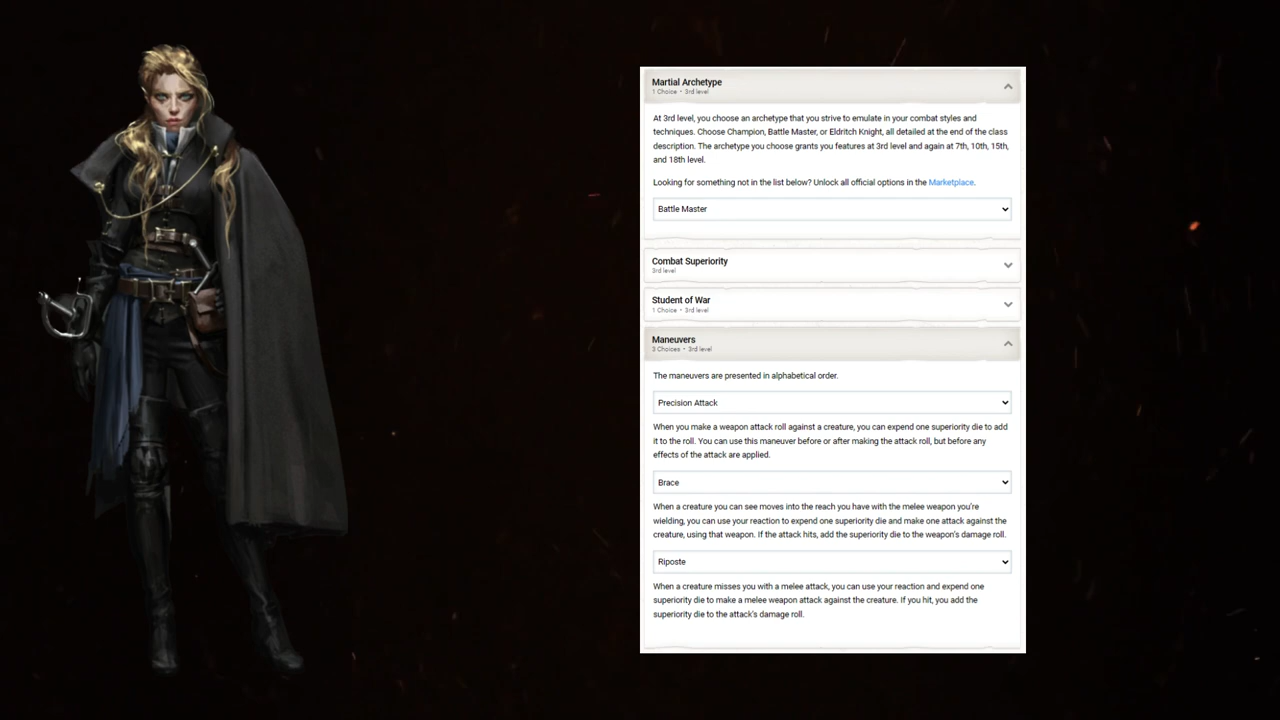 Martial Archetype
1 Choice • 3rd level
At 3rd level, you choose an archetype that you strive to emulate in your combat styles and
techniques. Choose Champion, Battle Master, or Eldritch Knight, all detailed at the end of the class
description. The archetype you choose grants you features at 3rd level and again at 7th, 10th, 15th,
and 18th level.
Looking for something not in the list below? Unlock all official options in the Marketplace.
Battle Master
Combat Superiority
3rd level
Student of War
1 Choice • 3rd level
Maneuvers
3 Choices • 3rd level
The maneuvers are presented in alphabetical order.
Precision Attack
When you make a weapon attack roll against a creature, you can expend one superiority die to add
it to the roll. You can use this maneuver before or after making the attack roll, but before any
effects of the attack are applied.
Brace
When a creature you can see moves into the reach you have with the melee weapon you're
wielding, you can use your reaction to expend one superiority die and make one attack against the
creature, using that weapon. If the attack hits, add the superiority die to the weapon's damage roll.
Riposte
When a creature misses you with a melee attack, you can use your reaction and expend one
superiority die to make a melee weapon attack against the creature. If you hit, you add the
superiority die to the attack's damage roll.